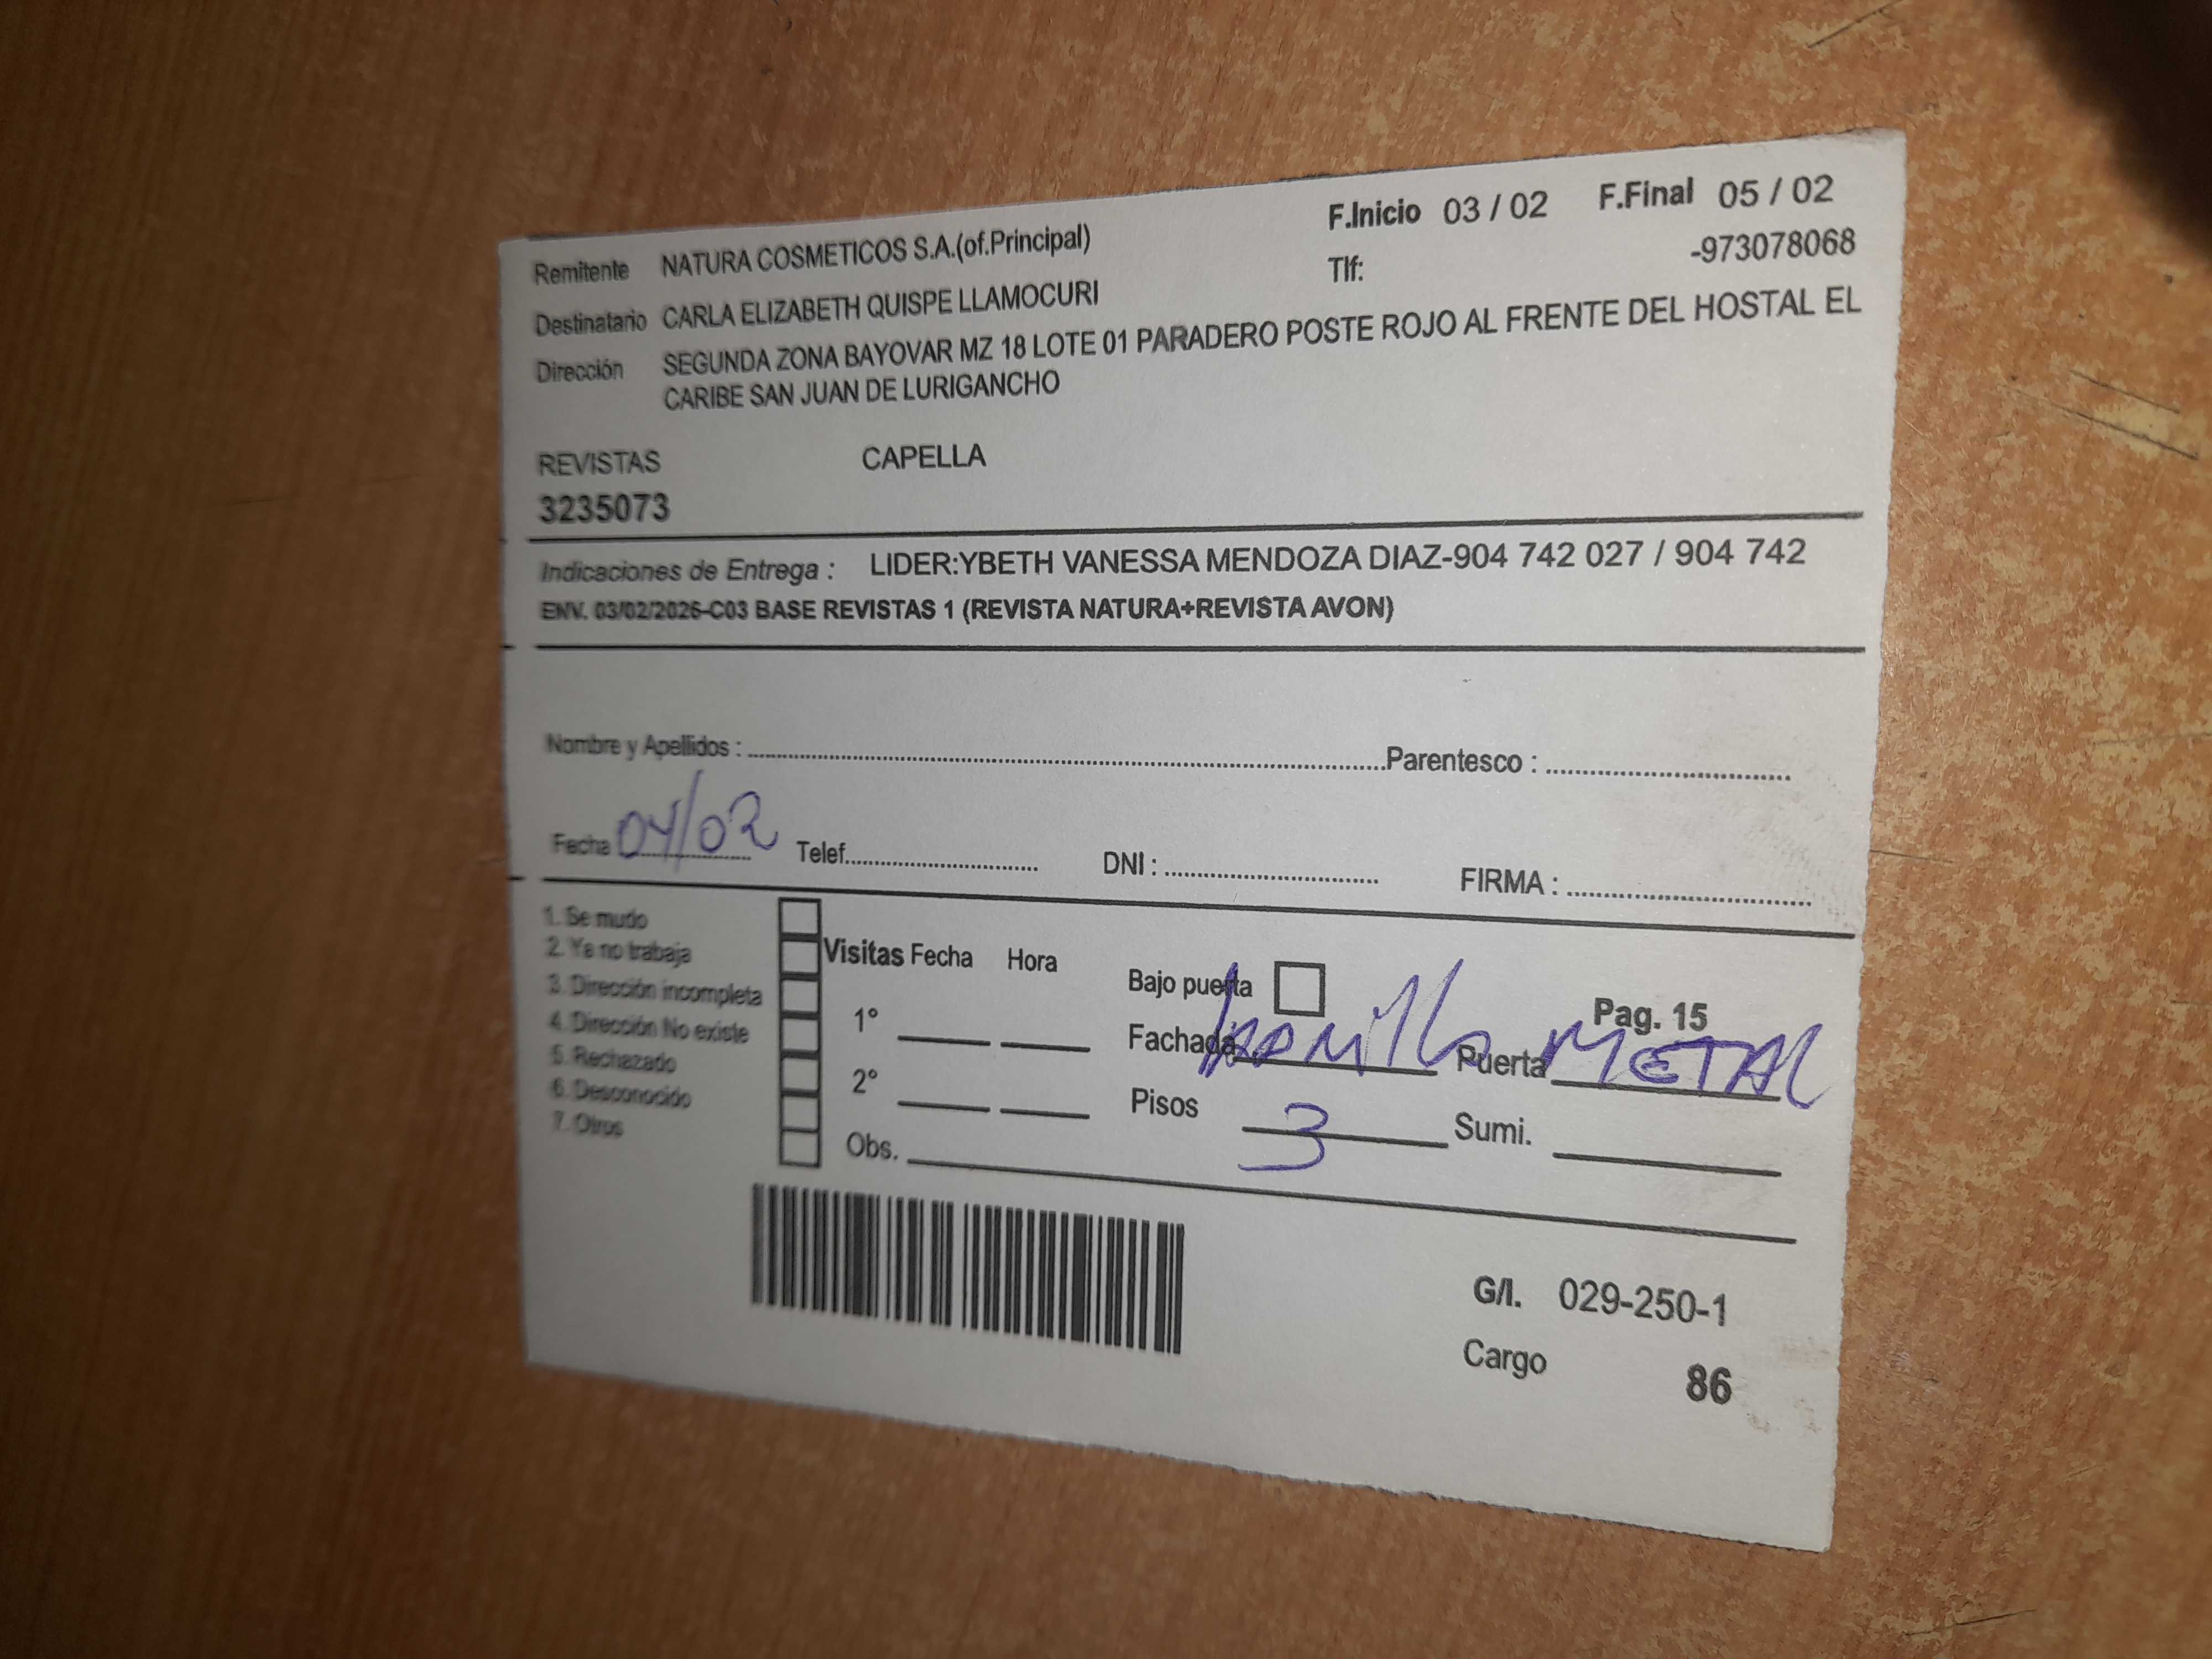 F.Inicio 03 / 02 F.Final 05 / 02
Remitente NATURA COSMETICOS S.A.(of.Principal) Tlf: -973078068
Destinatario CARLA ELIZABETH QUISPE LLAMOCURI
Dirección SEGUNDA ZONA BAYOVAR MZ 18 LOTE 01 PARADERO POSTE ROJO AL FRENTE DEL HOSTAL EL
CARIBE SAN JUAN DE LURIGANCHO
REVISTAS CAPELLA
3235073
Indicaciones de Entrega : LIDER:YBETH VANESSA MENDOZA DIAZ-904 742 027 / 904 742
ENV. 03/02/2026-C03 BASE REVISTAS 1 (REVISTA NATURA+REVISTA AVON)
Nombre y Apellidos : Parentesco :
Fecha 04/02 Telef. DNI : FIRMA :
1. Se mudo
2. Ya no trabaja
3. Dirección incompleta
4. Dirección No existe
5. Rechazado
6. Desconocido
7. Otros
Visitas Fecha Hora
1°
2°
Obs.
Bajo puerta Pag. 15
Fachada Ladrillo Puerta METAL
Pisos 3 Sumi.
G/I. 029-250-1
Cargo 86